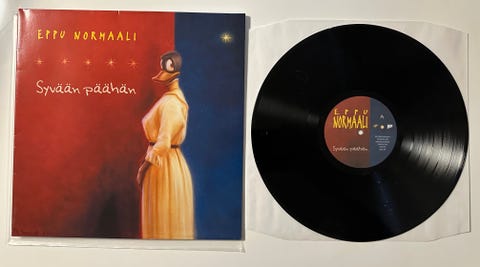 EPPU NORMAALI
Syvään päähän
EPPU
NORMAALI
A
Syvään päähän